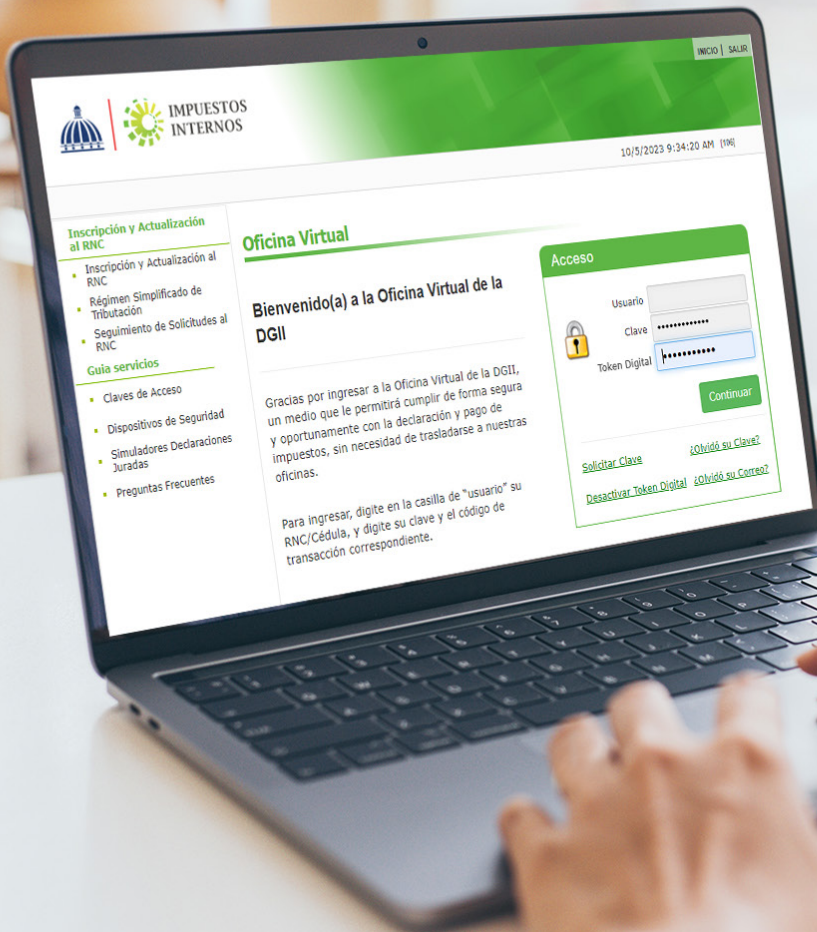 INICIO | SALIR
IMPUESTOS
INTERNOS
10/5/2023 9:34:20 AM [106]
Inscripción y Actualización
al RNC
Inscripción y Actualización al
RNC
Régimen Simplificado de
Tributación
Seguimiento de Solicitudes al
RNC
Guia servicios
Claves de Acceso
Dispositivos de Seguridad
Simuladores Declaraciones
Juradas
Preguntas Frecuentes
Oficina Virtual
Bienvenido(a) a la Oficina Virtual de la
DGII
Gracias por ingresar a la Oficina Virtual de la DGII,
un medio que le permitirá cumplir de forma segura
y oportunamente con la declaración y pago de
impuestos, sin necesidad de trasladarse a nuestras
oficinas.
Para ingresar, digite en la casilla de "usuario" su
RNC/Cédula, y digite su clave y el código de
transacción correspondiente.
Acceso
Usuario
Clave
Token Digital
Continuar
Solicitar Clave
¿Olvidó su Clave?
Desactivar Token Digital
¿Olvidó su Correo?